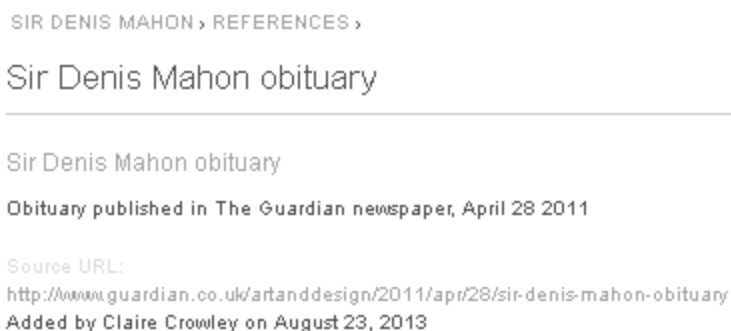 SIR DENIS MAHON › REFERENCES ›
Sir Denis Mahon obituary
Sir Denis Mahon obituary
Obituary published in The Guardian newspaper, April 28 2011
Source URL:
http://www.guardian.co.uk/artanddesign/2011/apr/28/sir-denis-mahon-obituary
Added by Claire Crowley on August 23, 2013